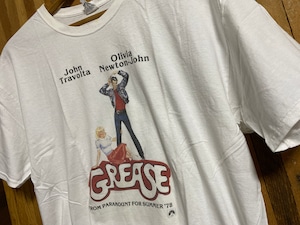 John
Travolta
Olivia
Newton-John
GREASE
FROM PARAMOUNT FOR SUMMER '78